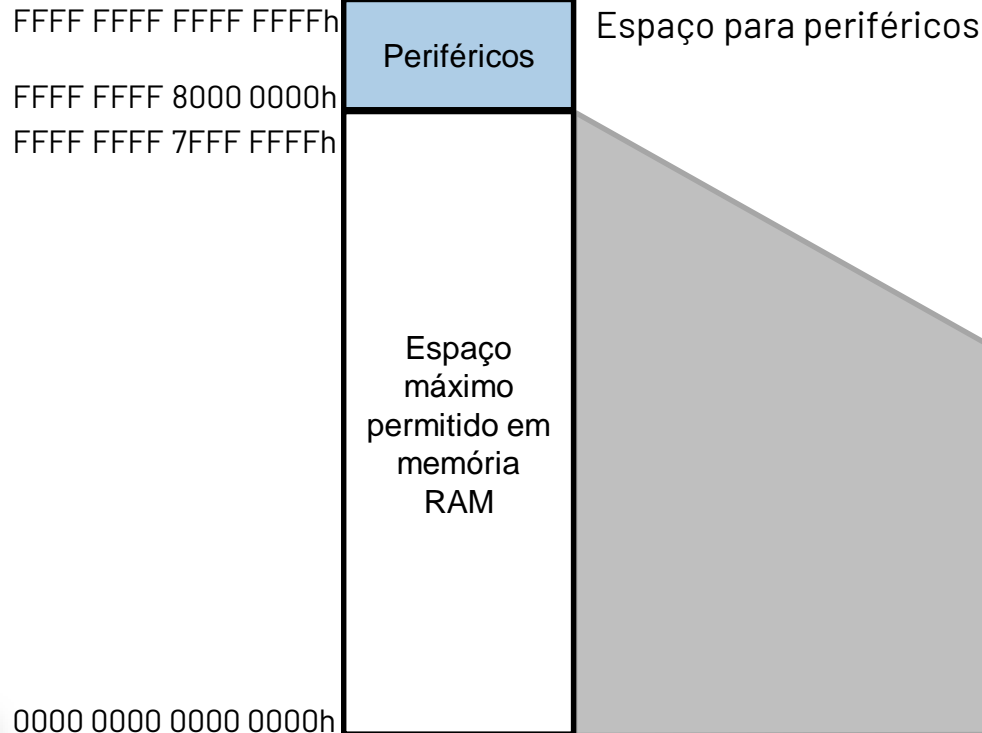 FFFF FFFF FFFF FFFFh
Espaço para periféricos
Periféricos
FFFF FFFF 8000 0000h
FFFF FFFF 7FFF FFFFh
Espaço
máximo
permitido em
memória
RAM
0000 0000 0000 0000h